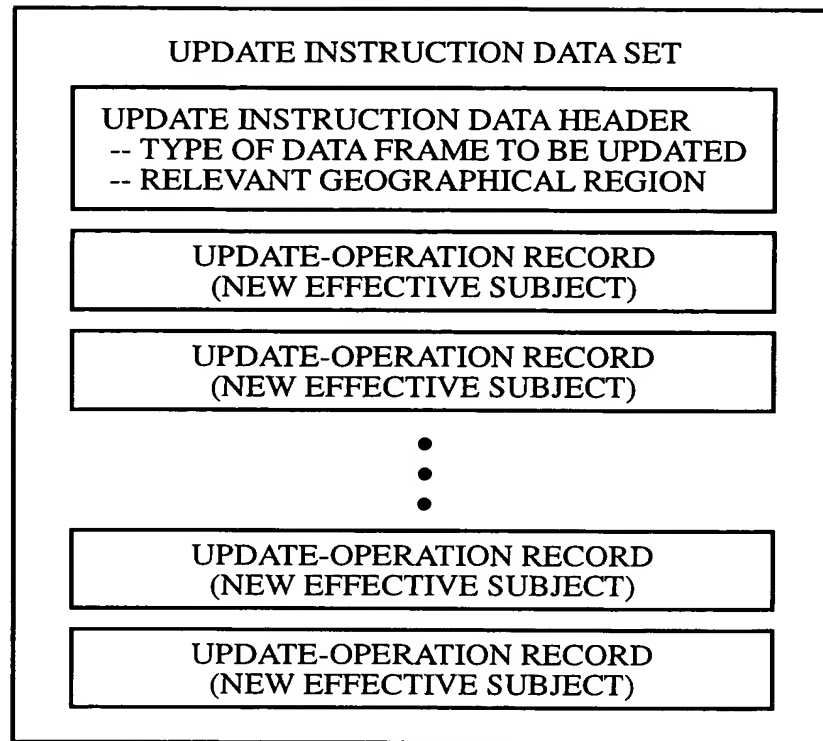 UPDATE INSTRUCTION DATA SET
UPDATE INSTRUCTION DATA HEADER
-- TYPE OF DATA FRAME TO BE UPDATED
-- RELEVANT GEOGRAPHICAL REGION
UPDATE-OPERATION RECORD
(NEW EFFECTIVE SUBJECT)
UPDATE-OPERATION RECORD
(NEW EFFECTIVE SUBJECT)
UPDATE-OPERATION RECORD
(NEW EFFECTIVE SUBJECT)
UPDATE-OPERATION RECORD
(NEW EFFECTIVE SUBJECT)